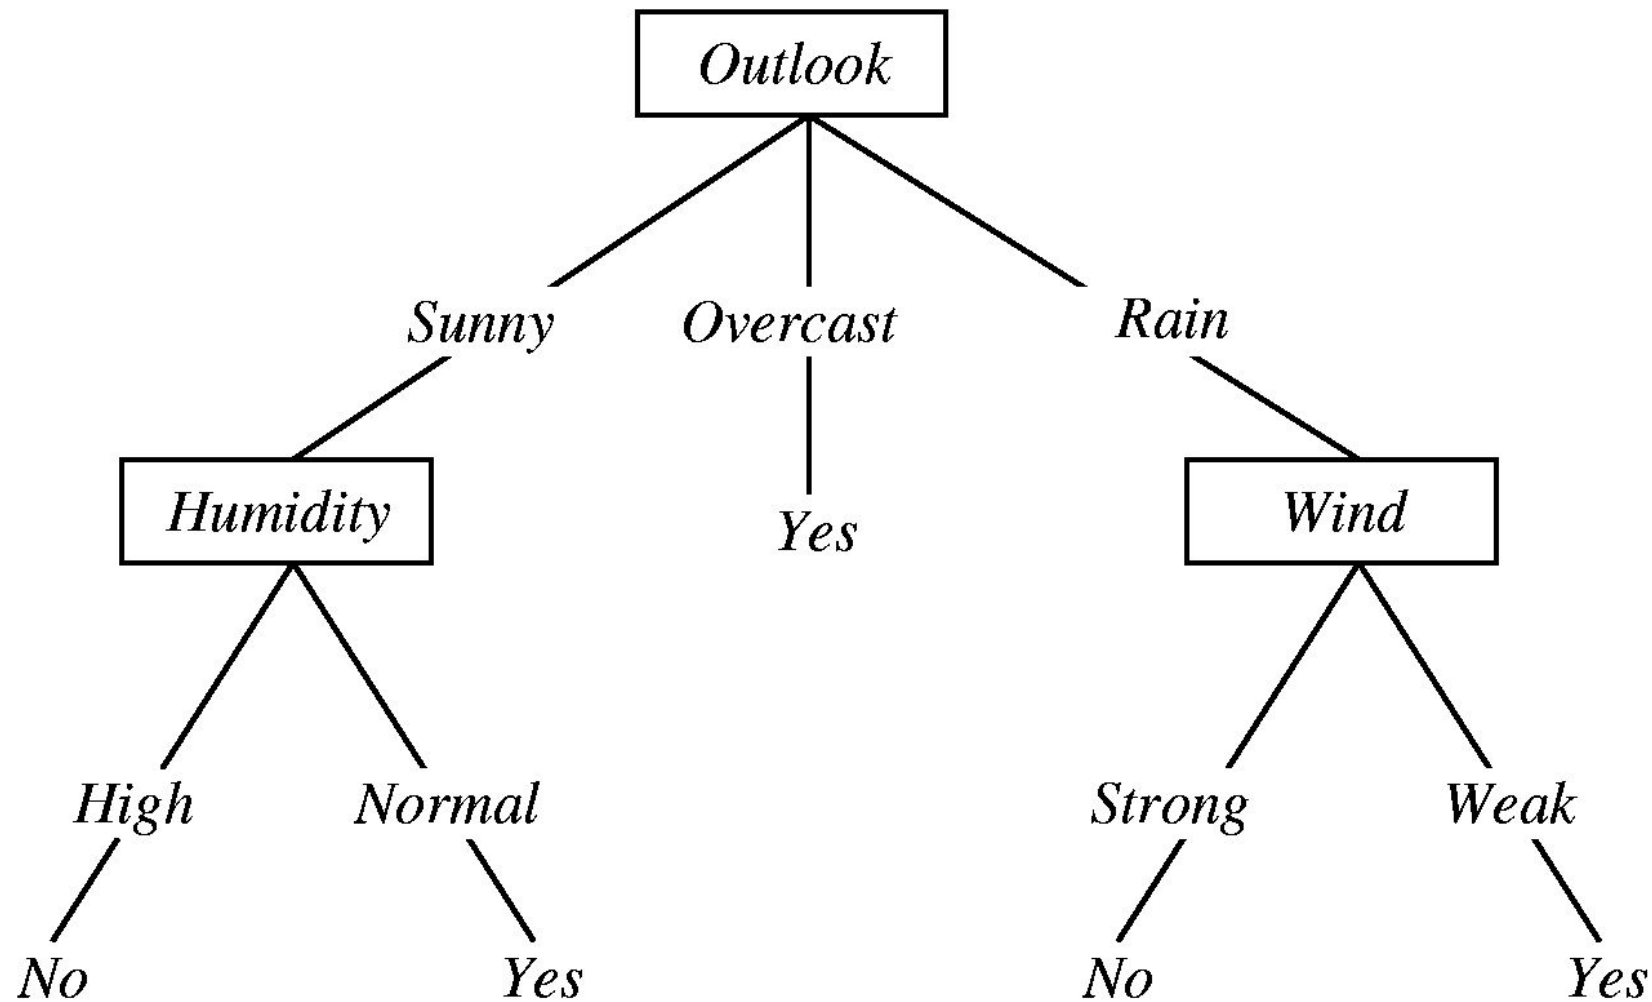 Outlook
Sunny Overcast Rain
Humidity Yes Wind
High Normal Strong Weak
No Yes No Yes